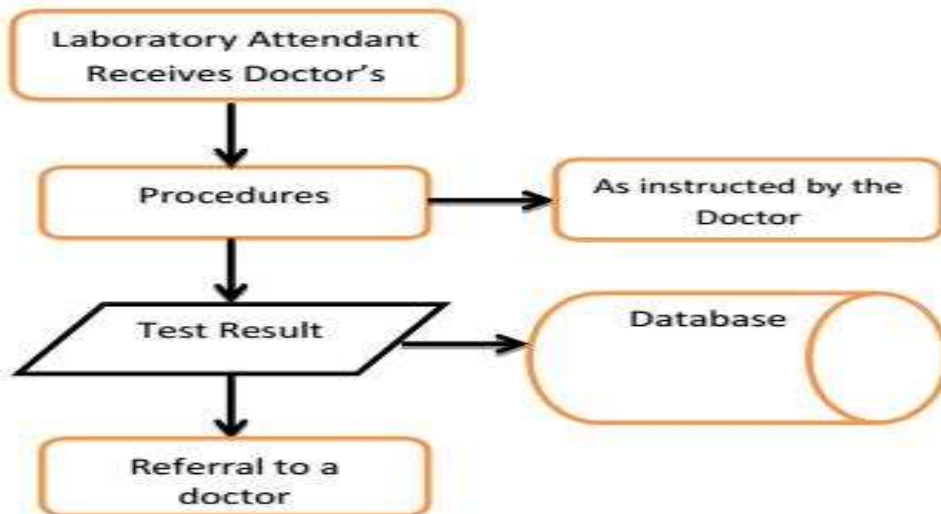 Laboratory Attendant
Receives Doctor's
Procedures
As instructed by the
Doctor
Test Result
Database
Referral to a
doctor